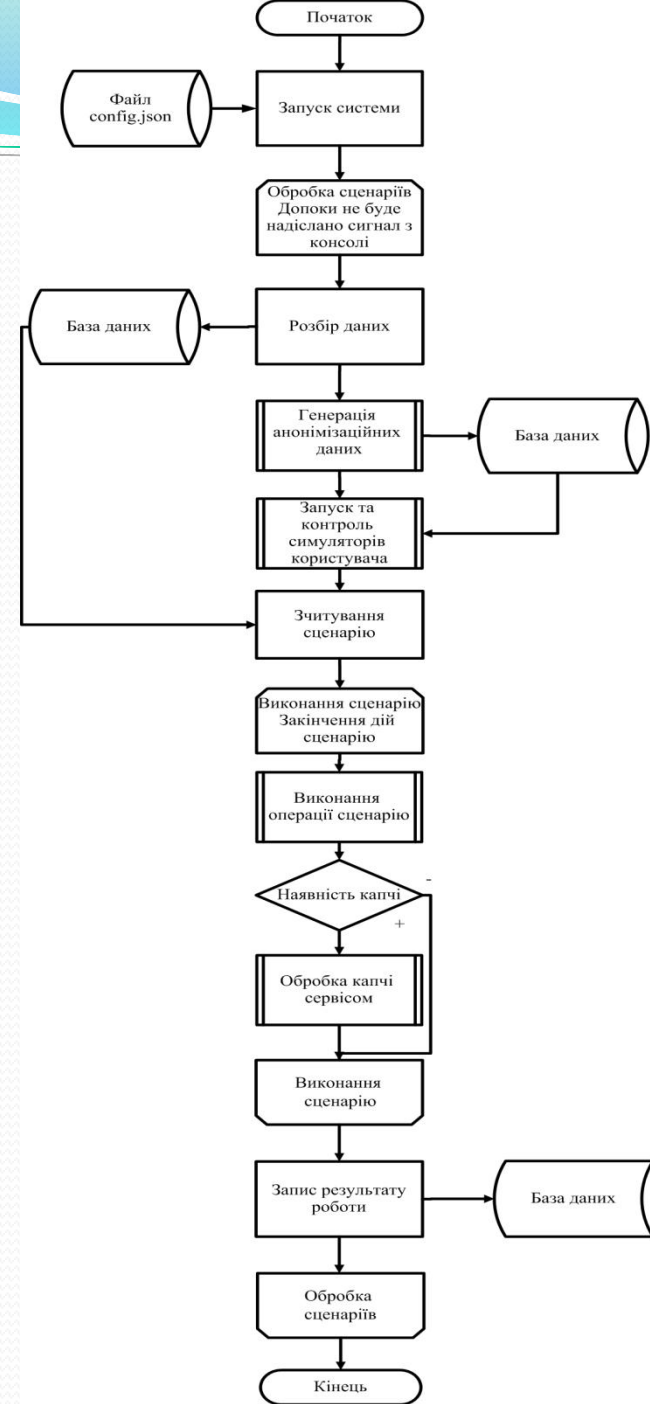 Початок
Файл
config.json
Запуск системи
Обробка сценаріїв
Допоки не буде
надіслано сигнал з
консолі
База даних
Розбір даних
Генерація
анонімізаційних
даних
База даних
Запуск та
контроль
симуляторів
користувача
Зчитування
сценарію
Виконання сценарію
Закінчення дій
сценарію
Виконання
операції сценарію
Наявність капчі
-
+
Обробка капчі
сервісом
Виконання
сценарію
Запис результату
роботи
База даних
Обробка
сценаріїв
Кінець